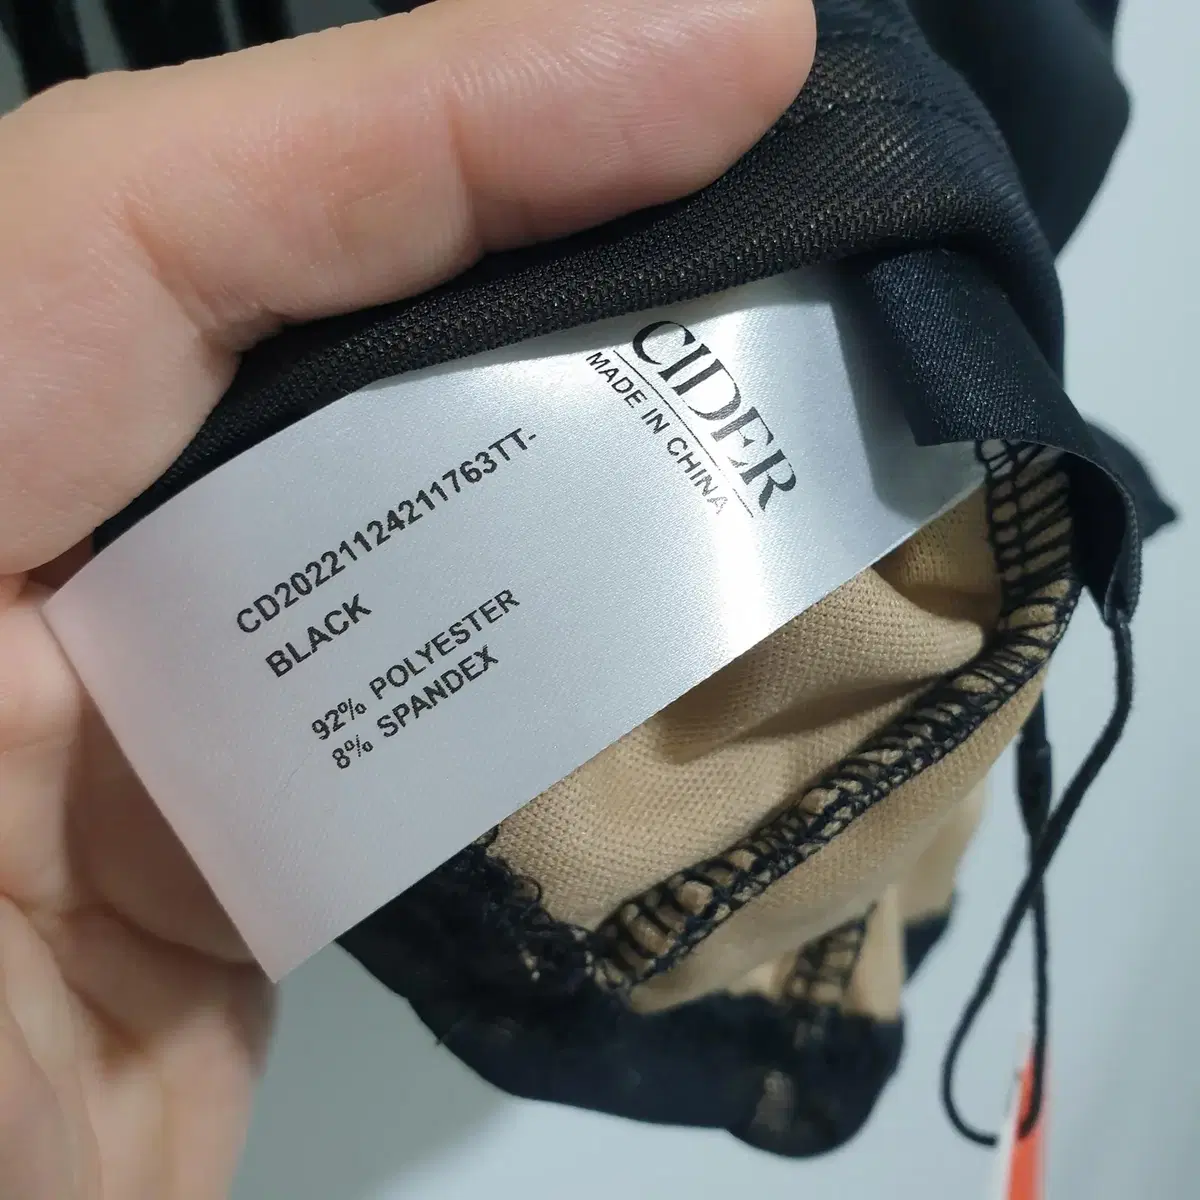 CIDER
MADE IN CHINA
CD20221124211763TT-
BLACK
92% POLYESTER
8% SPANDEX